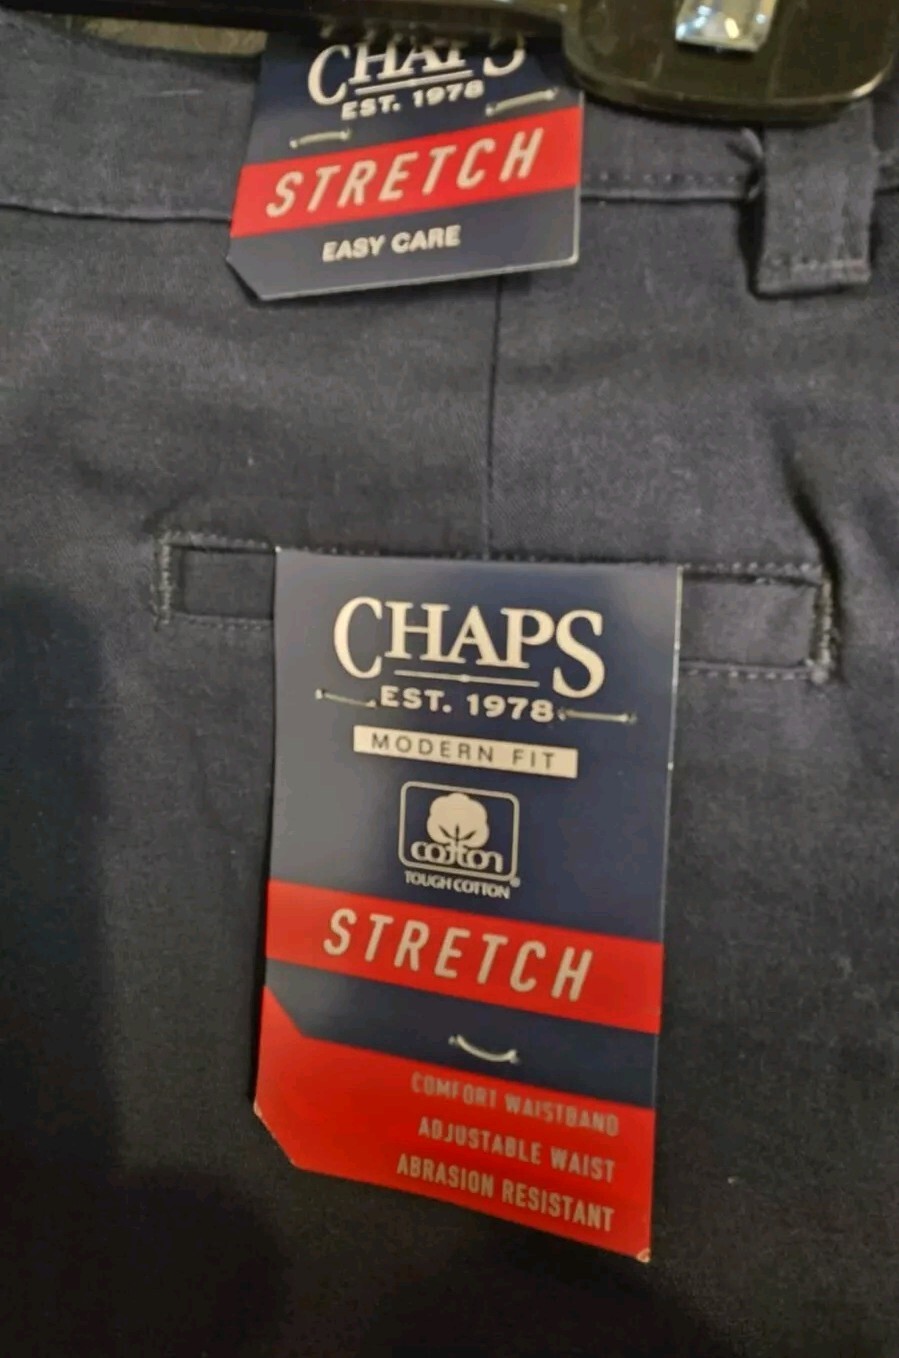 CHAPS
EST. 1978
STRETCH
EASY CARE
CHAPS
EST. 1978
MODERN FIT
cotton
TOUGH COTTON®
STRETCH
COMFORT WAISTBAND
ADJUSTABLE WAIST
ABRASION RESISTANT